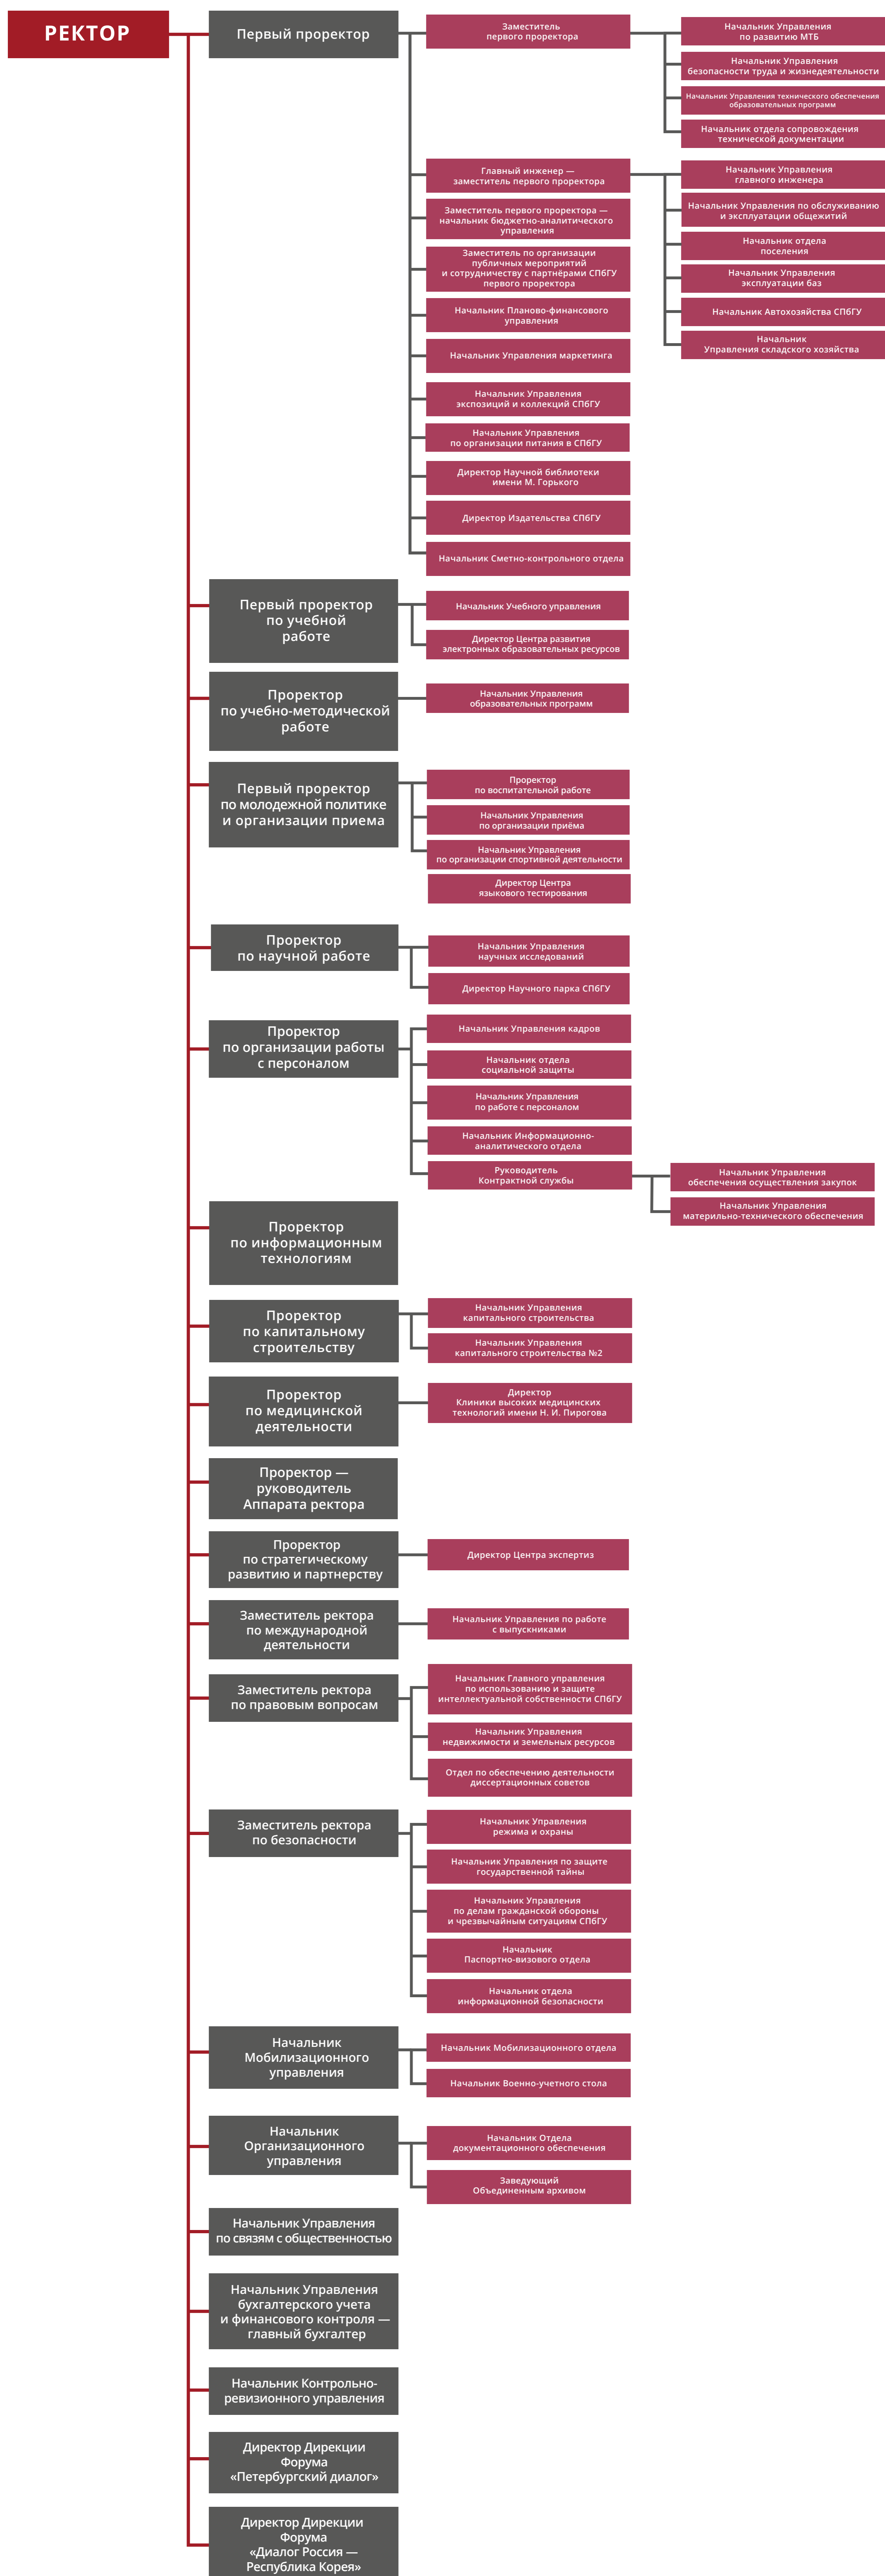 РЕКТОР
Первый проректор
Заместитель
первого проректора
Начальник Управления
по развитию МТБ
Начальник Управления
безопасности труда и жизнедеятельности
Начальник Управления технического обеспечения
образовательных программ
Начальник отдела сопровождения
технической документации
Главный инженер —
заместитель первого проректора
Начальник Управления
главного инженера
Начальник Управления по обслуживанию
и эксплуатации общежитий
Начальник отдела
поселения
Начальник Управления
эксплуатации баз
Начальник Автохозяйства СПбГУ
Начальник
Управления складского хозяйства
Заместитель первого проректора —
начальник бюджетно-аналитического
управления
Заместитель по организации
публичных мероприятий
и сотрудничеству с партнёрами СПбГУ
первого проректора
Начальник Планово-финансового
управления
Начальник Управления маркетинга
Начальник Управления
экспозиций и коллекций СПбГУ
Начальник Управления
по организации питания в СПбГУ
Директор Научной библиотеки
имени М. Горького
Директор Издательства СПбГУ
Начальник Сметно-контрольного отдела
Первый проректор
по учебной
работе
Начальник Учебного управления
Директор Центра развития
электронных образовательных ресурсов
Проректор
по учебно-методической
работе
Начальник Управления
образовательных программ
Первый проректор
по молодежной политике
и организации приема
Проректор
по воспитательной работе
Начальник Управления
по организации приёма
Начальник Управления
по организации спортивной деятельности
Директор Центра
языкового тестирования
Проректор
по научной работе
Начальник Управления
научных исследований
Директор Научного парка СПбГУ
Проректор
по организации работы
с персоналом
Начальник Управления кадров
Начальник отдела
социальной защиты
Начальник Управления
по работе с персоналом
Начальник Информационно-
аналитического отдела
Руководитель
Контрактной службы
Начальник Управления
обеспечения осуществления закупок
Начальник Управления
материльно-технического обеспечения
Проректор
по информационным
технологиям
Проректор
по капитальному
строительству
Начальник Управления
капитального строительства
Начальник Управления
капитального строительства №2
Проректор
по медицинской
деятельности
Директор
Клиники высоких медицинских
технологий имени Н. И. Пирогова
Проректор —
руководитель
Аппарата ректора
Проректор
по стратегическому
развитию и партнерству
Директор Центра экспертиз
Заместитель ректора
по международной
деятельности
Начальник Управления по работе
с выпускниками
Заместитель ректора
по правовым вопросам
Начальник Главного управления
по использованию и защите
интеллектуальной собственности СПбГУ
Начальник Управления
недвижимости и земельных ресурсов
Отдел по обеспечению деятельности
диссертационных советов
Заместитель ректора
по безопасности
Начальник Управления
режима и охраны
Начальник Управления по защите
государственной тайны
Начальник Управления
по делам гражданской обороны
и чрезвычайным ситуациям СПбГУ
Начальник
Паспортно-визового отдела
Начальник отдела
информационной безопасности
Начальник
Мобилизационного
управления
Начальник Мобилизационного отдела
Начальник Военно-учетного стола
Начальник
Организационного
управления
Начальник Отдела
документационного обеспечения
Заведующий
Объединенным архивом
Начальник Управления
по связям с общественностью
Начальник Управления
бухгалтерского учета
и финансового контроля —
главный бухгалтер
Начальник Контрольно-
ревизионного управления
Директор Дирекции
Форума
«Петербургский диалог»
Директор Дирекции
Форума
«Диалог Россия —
Республика Корея»